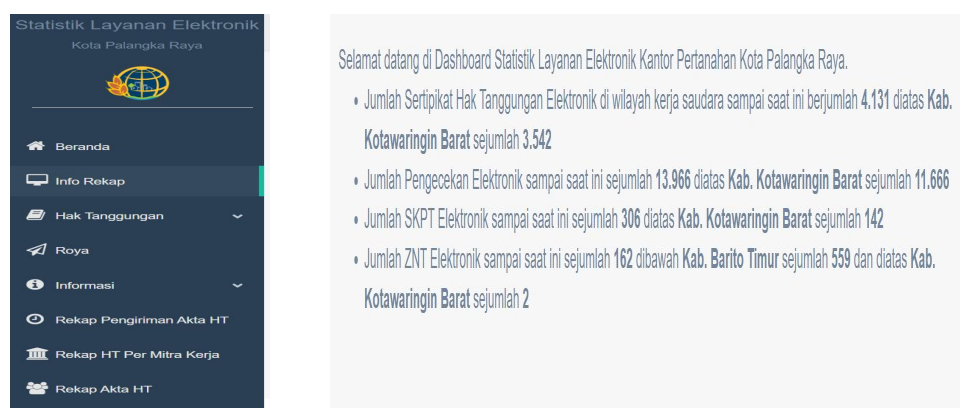 Statistik Layanan Elektronik
Kota Palangka Raya
Beranda
Info Rekap
Hak Tanggungan
Roya
Informasi
Rekap Pengiriman Akta HT
Rekap HT Per Mitra Kerja
Rekap Akta HT
Selamat datang di Dashboard Statistik Layanan Elektronik Kantor Pertanahan Kota Palangka Raya.
• Jumlah Sertipikat Hak Tanggungan Elektronik di wilayah kerja saudara sampai saat ini berjumlah 4.131 diatas Kab.
Kotawaringin Barat sejumlah 3.542
• Jumlah Pengecekan Elektronik sampai saat ini sejumlah 13.966 diatas Kab. Kotawaringin Barat sejumlah 11.666
• Jumlah SKPT Elektronik sampai saat ini sejumlah 306 diatas Kab. Kotawaringin Barat sejumlah 142
• Jumlah ZNT Elektronik sampai saat ini sejumlah 162 dibawah Kab. Barito Timur sejumlah 559 dan diatas Kab.
Kotawaringin Barat sejumlah 2